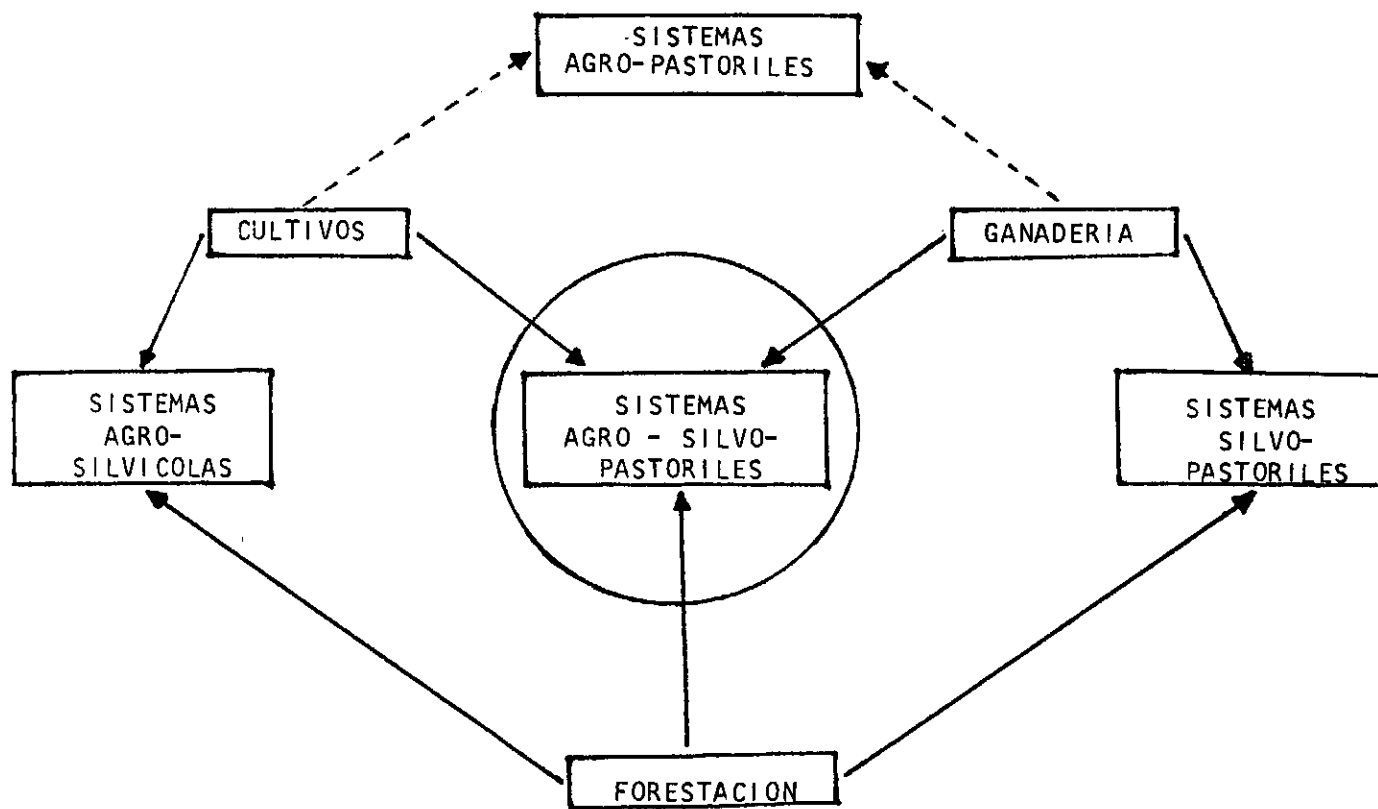 SISTEMAS
AGRO-PASTORILES
CULTIVOS
GANADERIA
SISTEMAS
AGRO-
SILVICOLAS
SISTEMAS
AGRO - SILVO-
PASTORILES
SISTEMAS
SILVO-
PASTORILES
FORESTACION